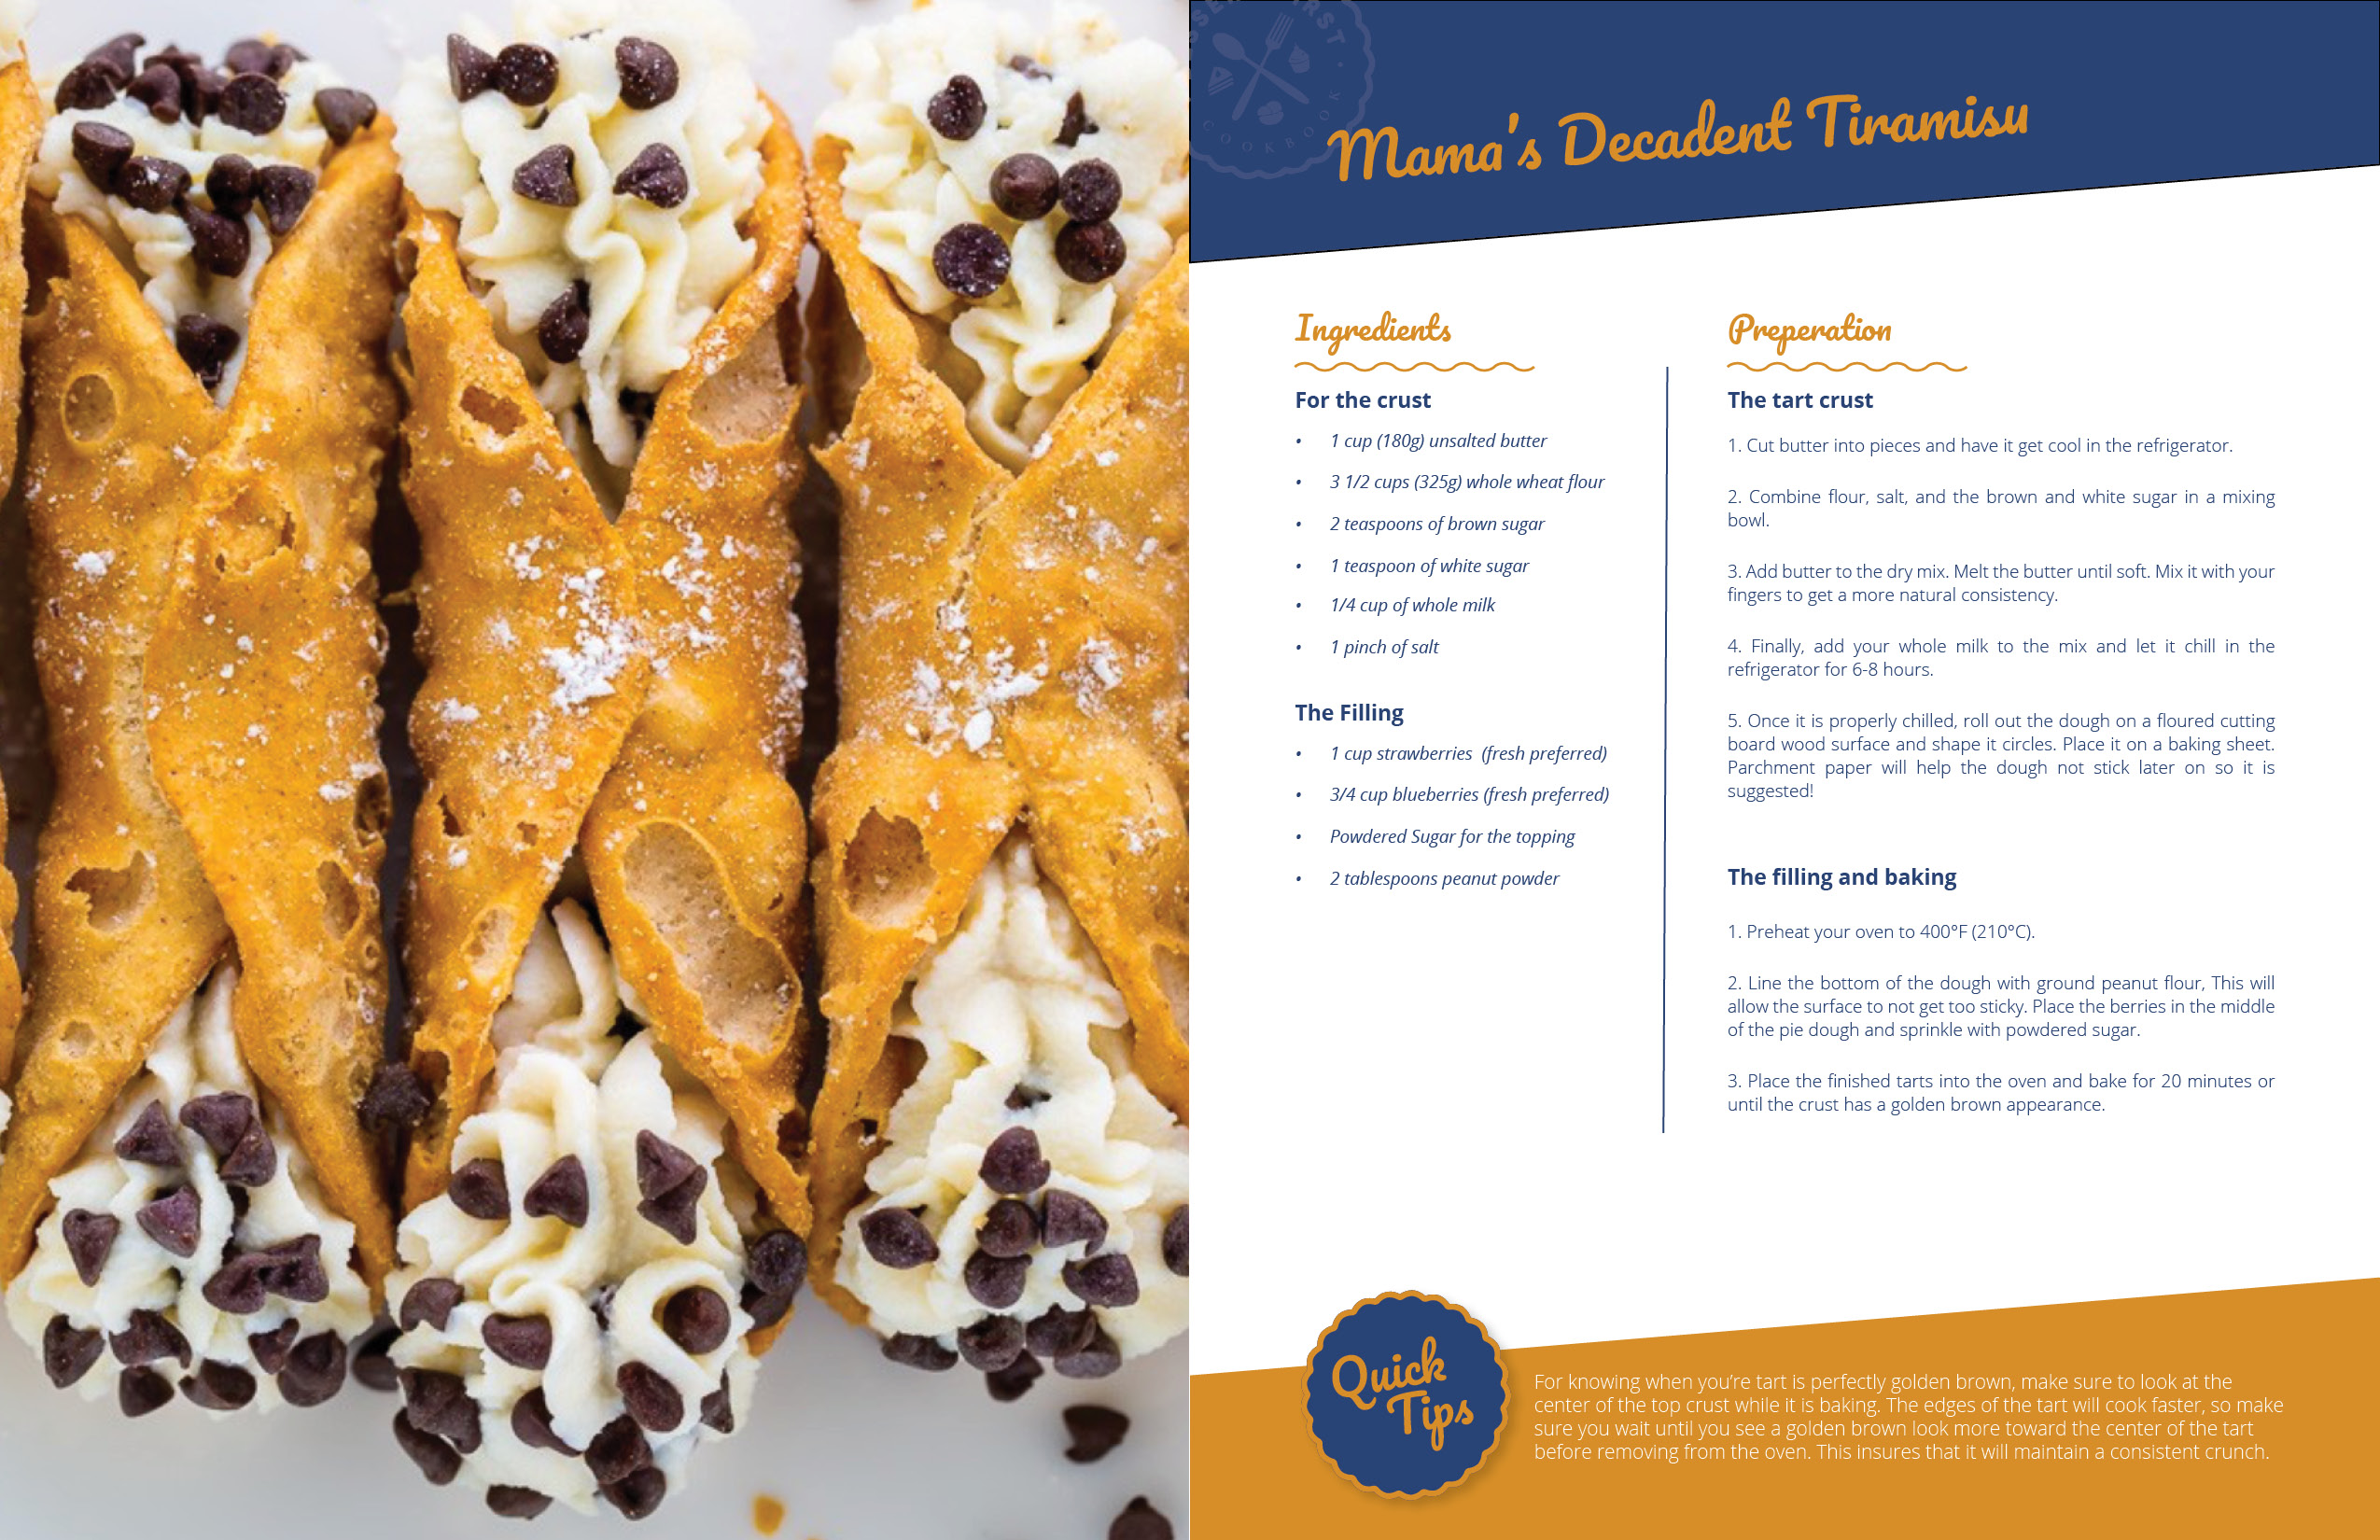 Mama's Decadent Tiramisu
COOKBOOK
Ingredients
For the crust
• 1 cup (180g) unsalted butter
• 3 1/2 cups (325g) whole wheat flour
• 2 teaspoons of brown sugar
• 1 teaspoon of white sugar
• 1/4 cup of whole milk
• 1 pinch of salt
The Filling
• 1 cup strawberries  (fresh preferred)
• 3/4 cup blueberries (fresh preferred)
• Powdered Sugar for the topping
• 2 tablespoons peanut powder
Preperation
The tart crust
1. Cut butter into pieces and have it get cool in the refrigerator.
2. Combine flour, salt, and the brown and white sugar in a mixing
bowl.
3. Add butter to the dry mix. Melt the butter until soft. Mix it with your
fingers to get a more natural consistency.
4. Finally, add your whole milk to the mix and let it chill in the
refrigerator for 6-8 hours.
5. Once it is properly chilled, roll out the dough on a floured cutting
board wood surface and shape it circles. Place it on a baking sheet.
Parchment paper will help the dough not stick later on so it is
suggested!
The filling and baking
1. Preheat your oven to 400°F (210°C).
2. Line the bottom of the dough with ground peanut flour, This will
allow the surface to not get too sticky. Place the berries in the middle
of the pie dough and sprinkle with powdered sugar.
3. Place the finished tarts into the oven and bake for 20 minutes or
until the crust has a golden brown appearance.
Quick
Tips
For knowing when you're tart is perfectly golden brown, make sure to look at the
center of the top crust while it is baking. The edges of the tart will cook faster, so make
sure you wait until you see a golden brown look more toward the center of the tart
before removing from the oven. This insures that it will maintain a consistent crunch.